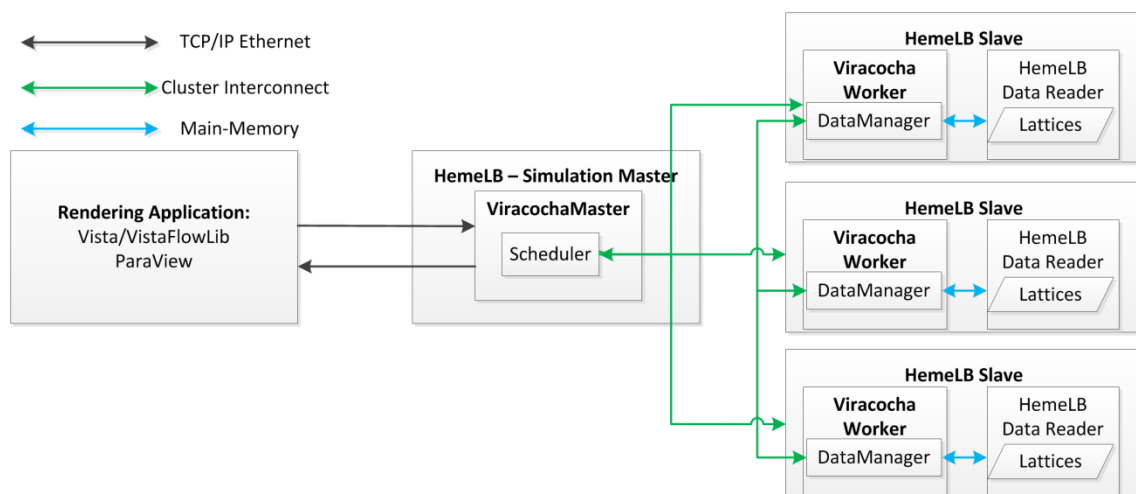 TCP/IP Ethernet
Cluster Interconnect
Main-Memory
Rendering Application:
Vista/VistaFlowLib
ParaView
HemeLB – Simulation Master
ViracochaMaster
Scheduler
HemeLB Slave
Viracocha
Worker
DataManager
HemeLB
Data Reader
Lattices
HemeLB Slave
Viracocha
Worker
DataManager
HemeLB
Data Reader
Lattices
HemeLB Slave
Viracocha
Worker
DataManager
HemeLB
Data Reader
Lattices